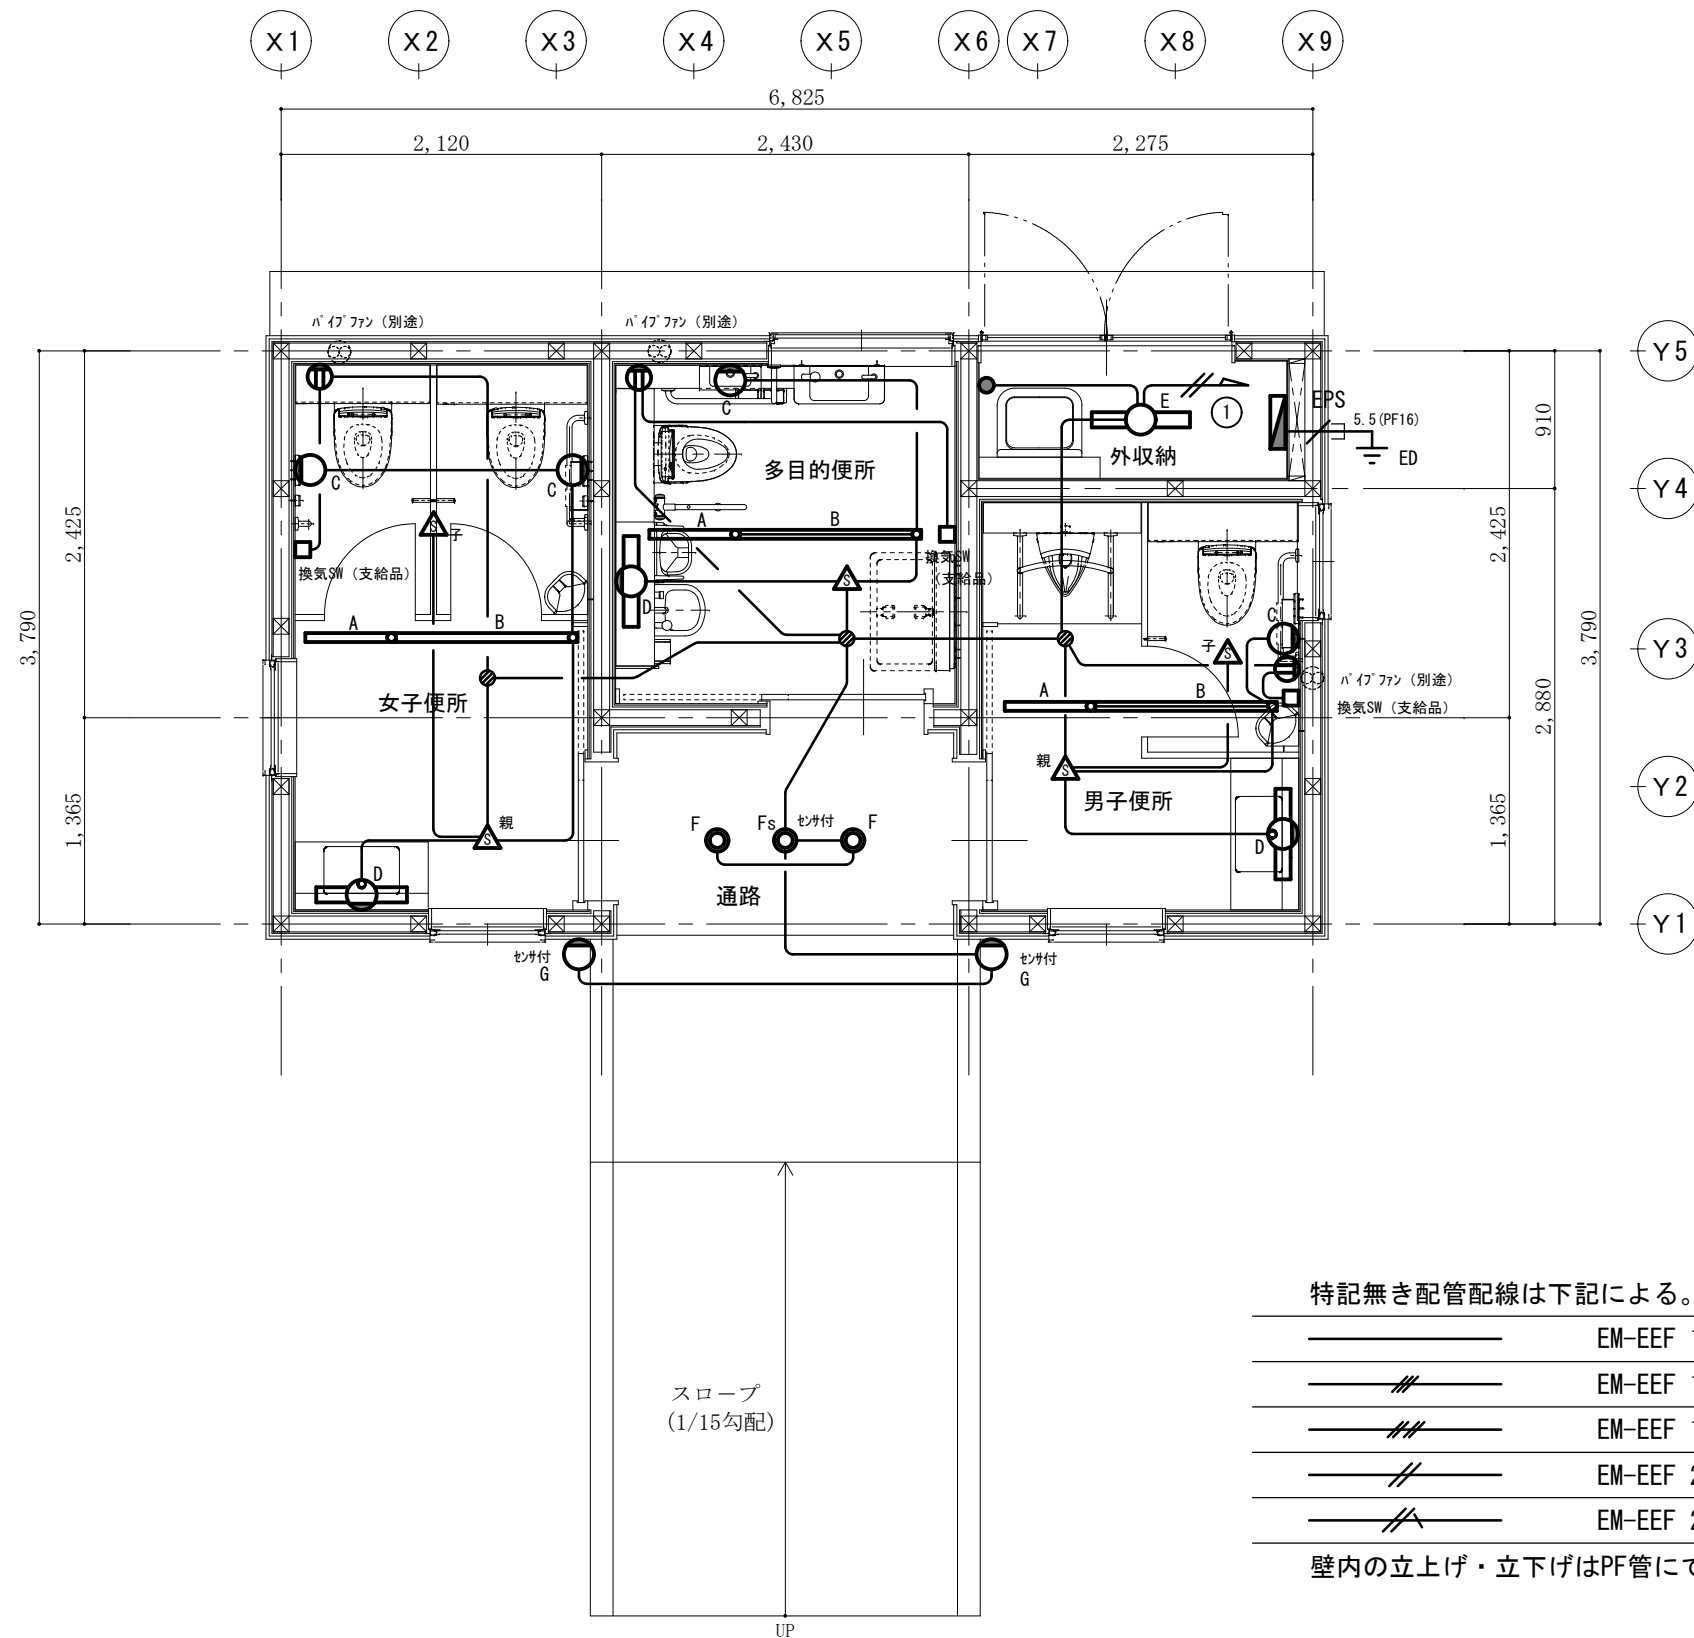 X1 X2 X3 X4 X5 X6 X7 X8 X9
6,825
2,120 2,430 2,275
パイプファン（別途） パイプファン（別途）
Y5
C E 1 EPS
5.5(PF16)
ED
外収納
910
多目的便所
C C
Y4
子
A B
2,425 2,425
換気SW（支給品）
換気SW
（支給品）
3,790 3,790
D
A B
C
子
Y3
パイプファン（別途）
換気SW（支給品）
女子便所
A B
2,880
親
男子便所
Y2
1,365 1,365
親
F Fs センサ付 F
D
D
通路
Y1
センサ付
G
センサ付
G
特記無き配管配線は下記による。
EM-EEF
EM-EEF
EM-EEF
EM-EEF 2
EM-EEF 2
壁内の立上げ・立下げはPF管にて
スロープ
(1/15勾配)
UP
S S S S S